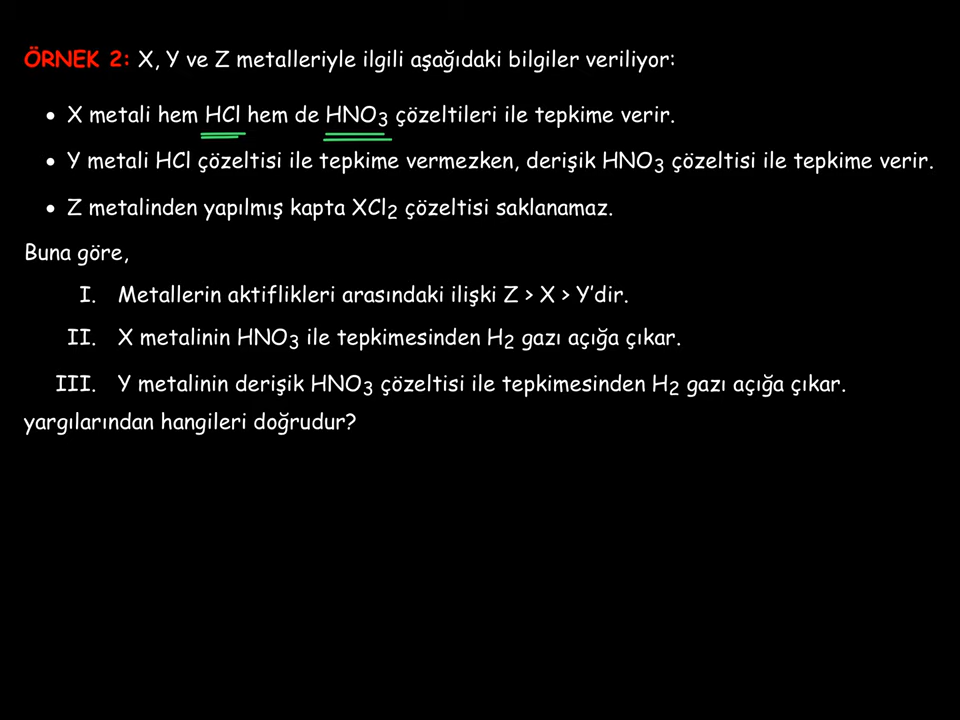 ÖRNEK 2: X, Y ve Z metalleriyle ilgili aşağıdaki bilgiler veriliyor:
• X metali hem HCl hem de HNO₃ çözeltileri ile tepkime verir.
• Y metali HCl çözeltisi ile tepkime vermezken, derişik HNO₃ çözeltisi ile tepkime verir.
• Z metalinden yapılmış kapta XCl₂ çözeltisi saklanamaz.
Buna göre,
I. Metallerin aktiflikleri arasındaki ilişki Z > X > Y'dir.
II. X metalinin HNO₃ ile tepkimesinden H₂ gazı açığa çıkar.
III. Y metalinin derişik HNO₃ çözeltisi ile tepkimesinden H₂ gazı açığa çıkar.
yargılarından hangileri doğrudur?